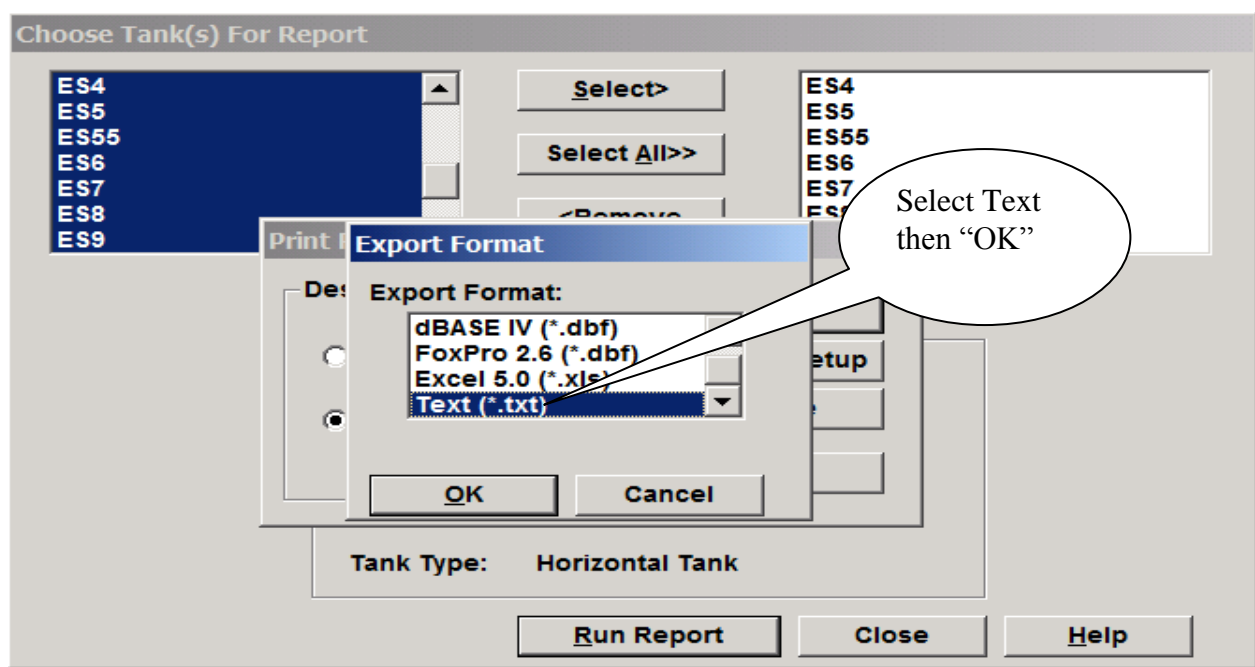 Choose Tank(s) For Report
ES4
ES5
ES55
ES6
ES7
ES8
ES9
Select>
Select All>>
ES4
ES5
ES55
ES6
ES7
Select Text
then “OK”
Print
Export Format
Export Format:
dBASE IV (*.dbf)
FoxPro 2.6 (*.dbf)
Excel 5.0 (*.xls)
Text (*.txt)
OK
Cancel
Tank Type: Horizontal Tank
Run Report
Close
Help